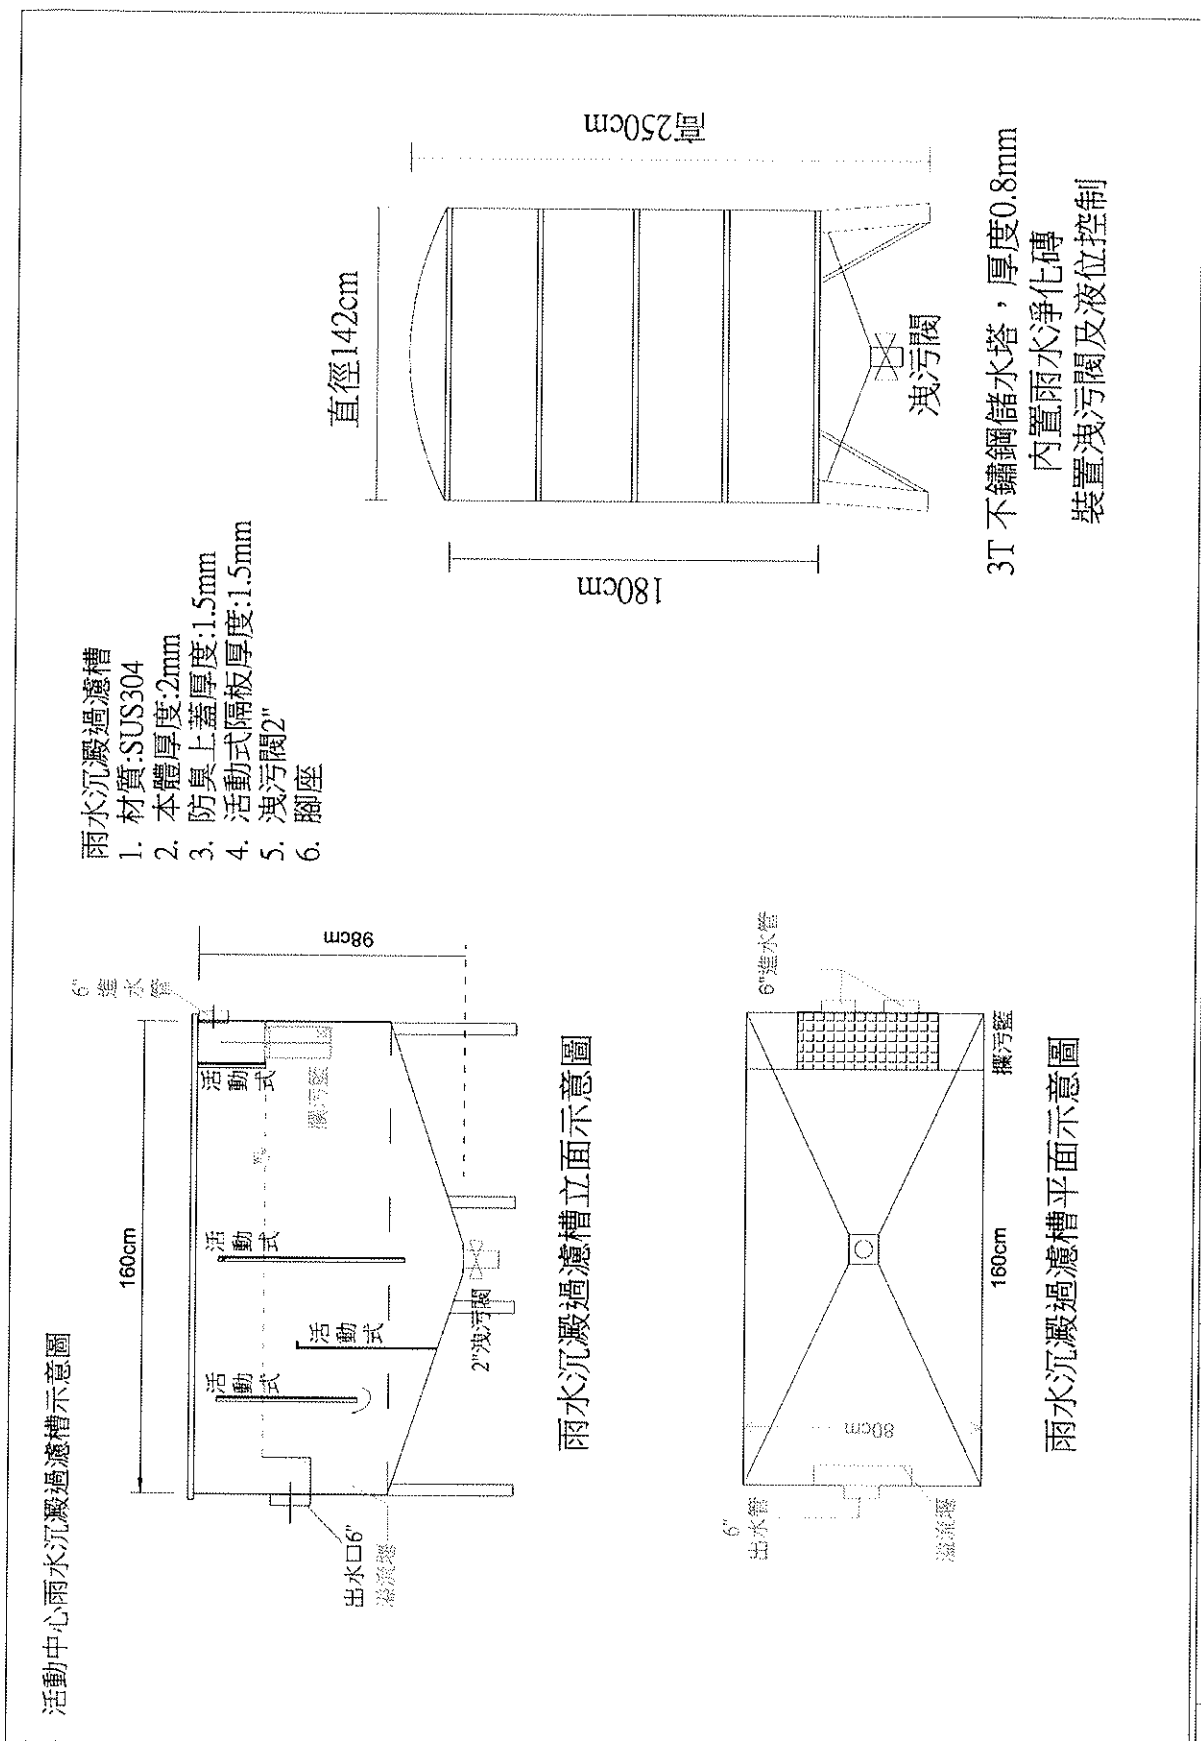 活動中心雨水沉澱過濾槽示意圖
160cm
6"
進水管
活動式
活動式
活動式
活動式
攔污籃
98cm
2"洩污閥
出水口6"
溢流堰
雨水沉澱過濾槽立面示意圖
6"
出水管
溢流堰
80cm
160cm
6"進水管
攔污籃
雨水沉澱過濾槽平面示意圖
雨水沉澱過濾槽
1. 材質:SUS304
2. 本體厚度:2mm
3. 防臭上蓋厚度:1.5mm
4. 活動式隔板厚度:1.5mm
5. 洩污閥2"
6. 腳座
直徑142cm
180cm
高250cm
洩污閥
3T 不鏽鋼儲水塔，厚度0.8mm
內置雨水淨化磚
裝置洩污閥及液位控制